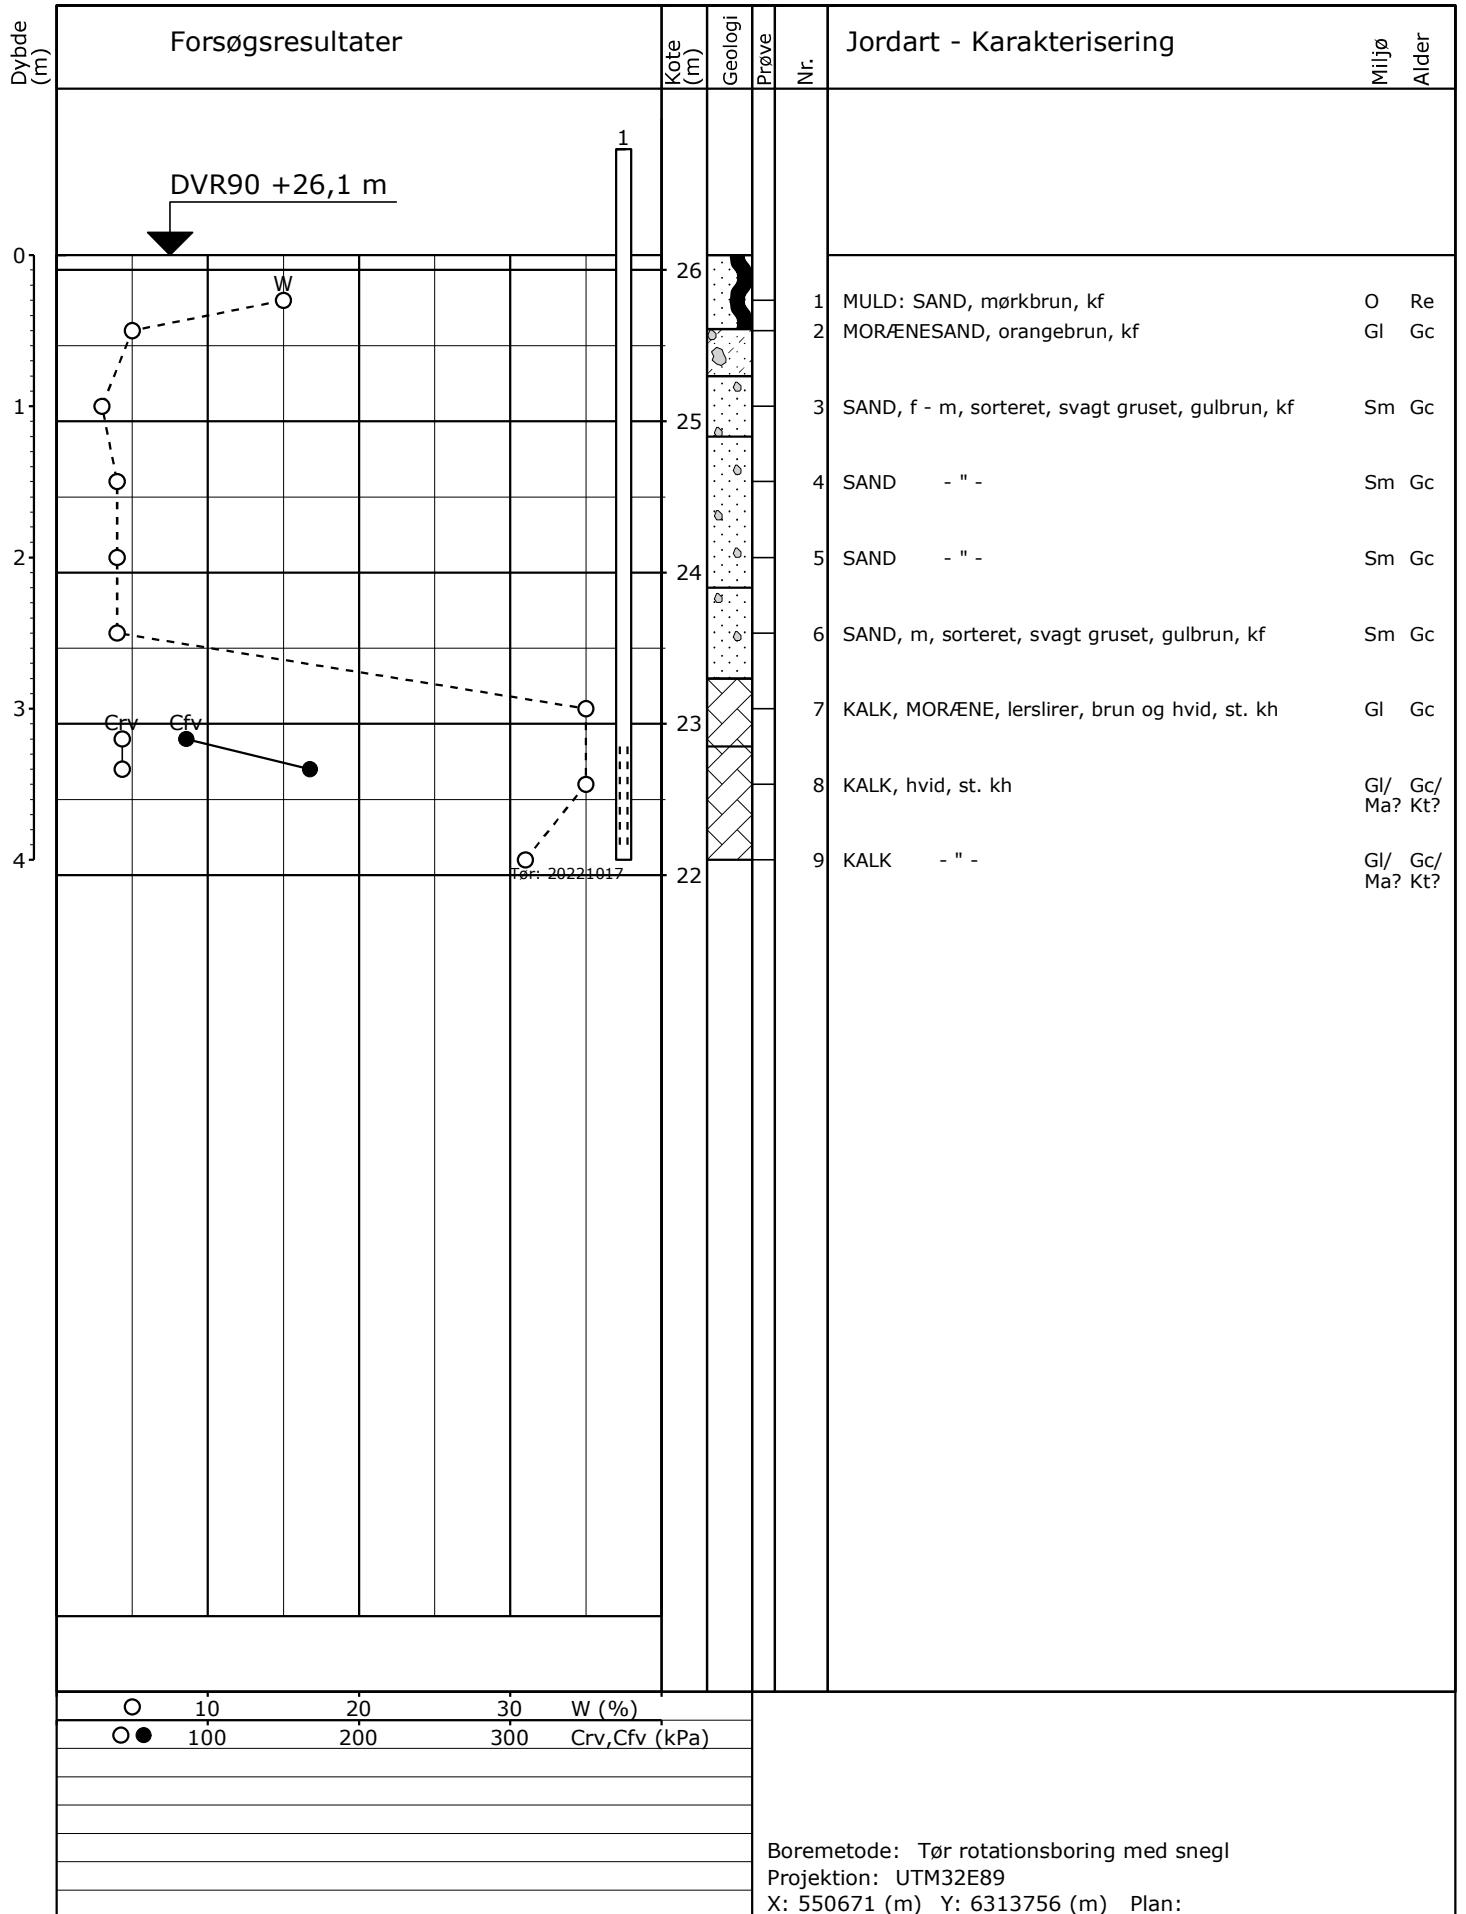 Dybde (m)
Forsøgsresultater
Kote (m)
Geologi
Prøve
Nr.
Jordart - Karakterisering
Miljø
Alder
1
DVR90 +26,1 m
0
26
W
1 MULD: SAND, mørkbrun, kf O Re
2 MORÆNESAND, orangebrun, kf Gl Gc
1
3 SAND, f - m, sorteret, svagt gruset, gulbrun, kf Sm Gc
25
4 SAND - " - Sm Gc
2
5 SAND - " - Sm Gc
24
6 SAND, m, sorteret, svagt gruset, gulbrun, kf Sm Gc
3
7 KALK, MORÆNE, lerslirer, brun og hvid, st. kh Gl Gc
Crv Cfv
23
8 KALK, hvid, st. kh Gl/ Gc/
Ma? Kt?
4
9 KALK - " - Gl/ Gc/
Ma? Kt?
Tør: 20221017
22
10 20 30 W (%)
100 200 300 Crv,Cfv (kPa)
Boremetode: Tør rotationsboring med snegl
Projektion: UTM32E89
X: 550671 (m) Y: 6313756 (m) Plan: